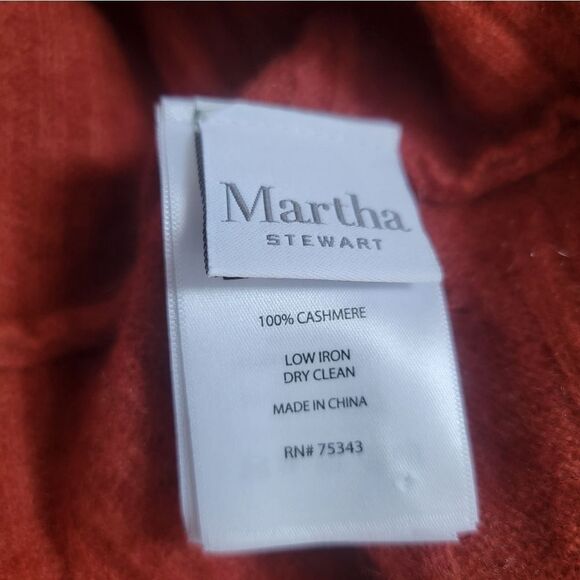 Martha
STEWART
100% CASHMERE
LOW IRON
DRY CLEAN
MADE IN CHINA
RN# 75343